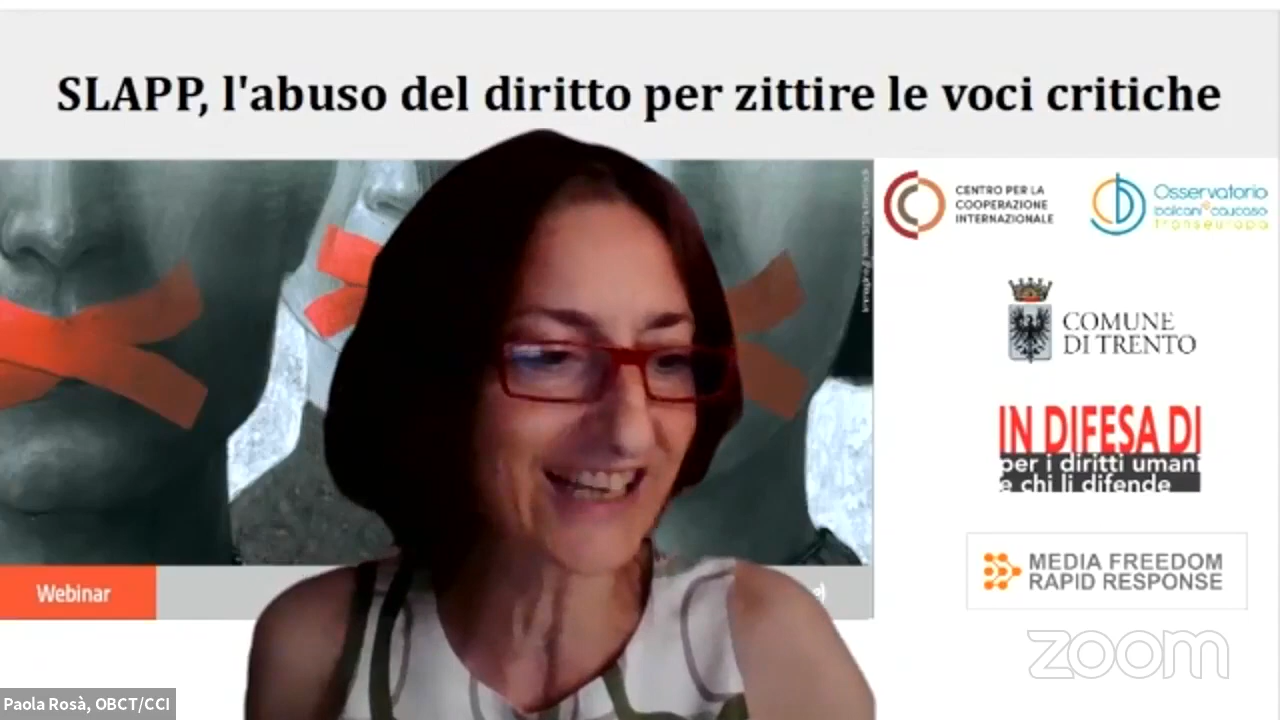 SLAPP, l'abuso del diritto per zittire le voci critiche
CENTRO PER LA
COOPERAZIONE
INTERNAZIONALE
Osservatorio
balcani caucaso
transeuropa
COMUNE
DI TRENTO
IN DIFESA DI
per i diritti umani
e chi li difende
MEDIA FREEDOM
RAPID RESPONSE
Webinar
zoom
Paola Rosà, OBCT/CCI